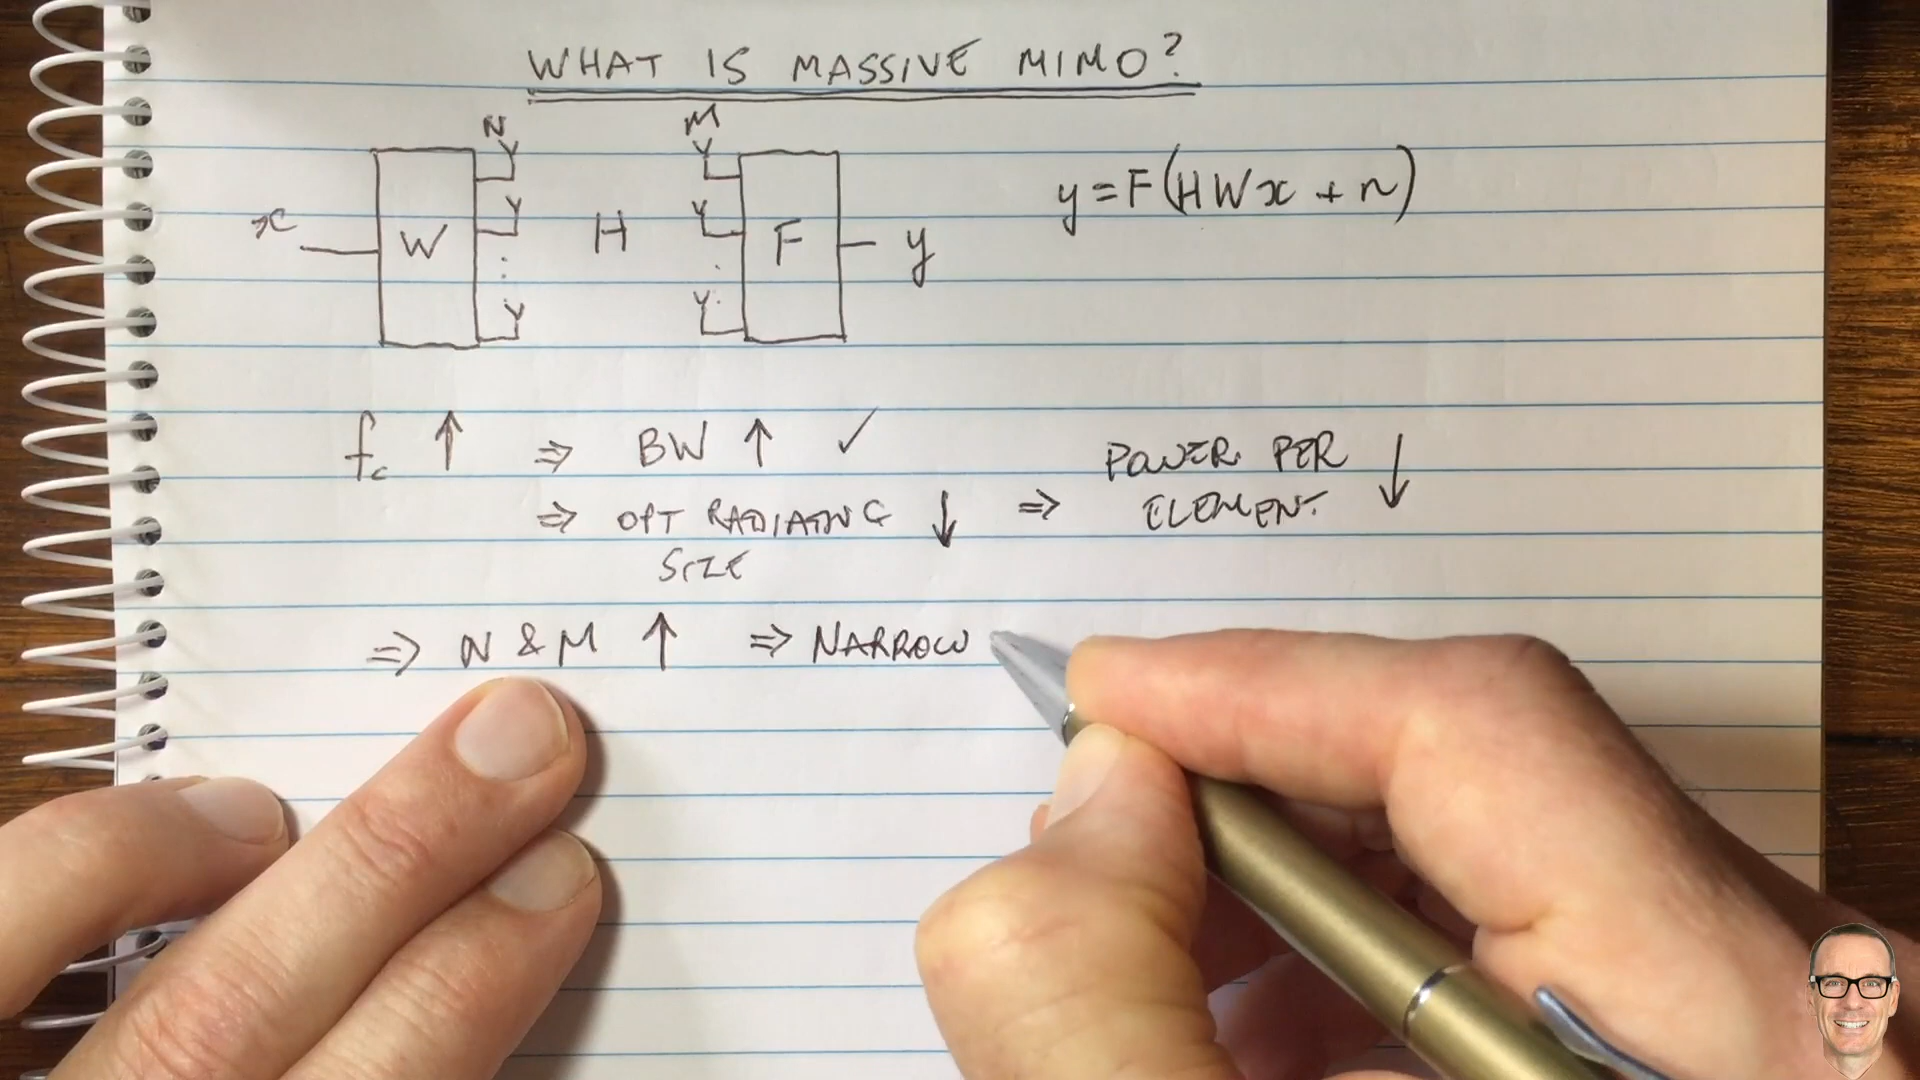 WHAT IS MASSIVE MIMO?
N M
x W H F y
y = F(HWx + n)
fc ↑ ⇒ BW ↑ ✓
⇒ OPT RADIATING SIZE ↓ ⇒ POWER PER ELEMENT ↓
⇒ N & M ↑ ⇒ NARROW